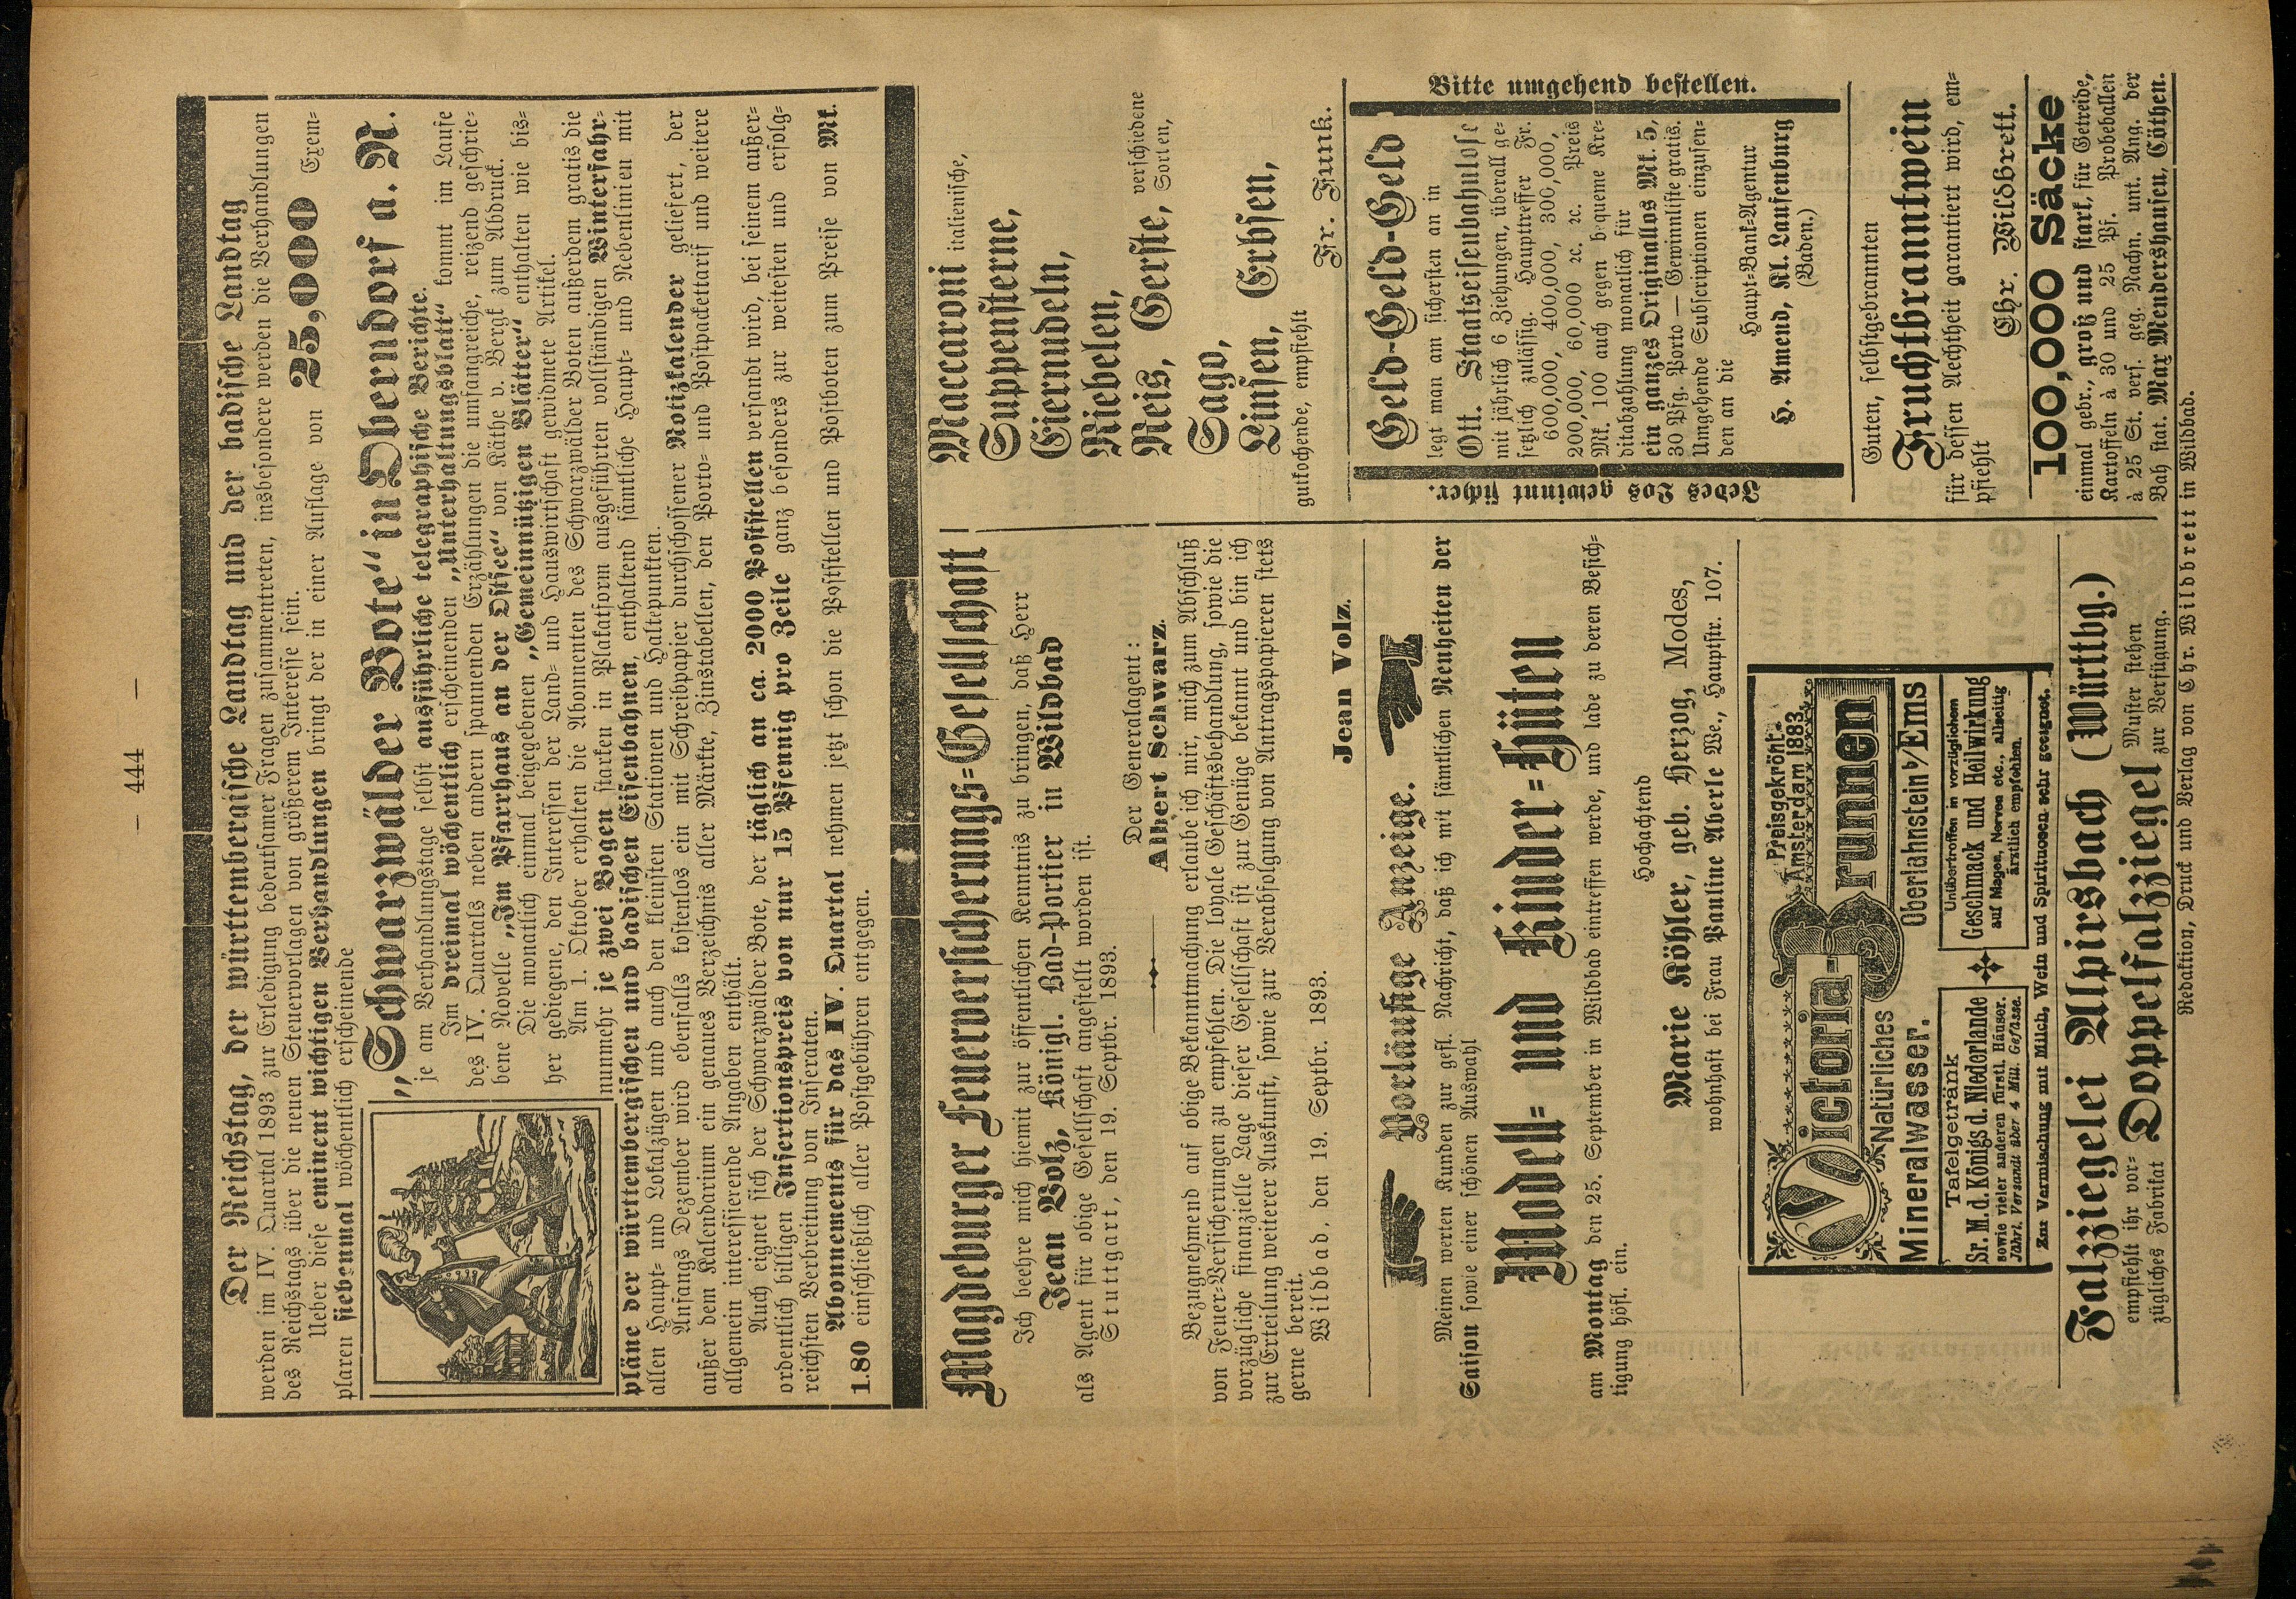 — 444 —
Der Reichstag, der württembergische Landtag und der badische Landtag
werden im IV. Quartal 1893 zur Erledigung bedeutsamer Fragen zusammentreten, insbesondere werden die Verhandlungen
des Reichstags über die neuen Steuervorlagen von größerem Interesse sein.
Ueber diese eminent wichtigen Verhandlungen bringt der in einer Auflage von 25,000 Exem-
plaren siebenmal wöchentlich erscheinende
„Schwarzwälder Bote“ in Oberndorf a. N.
je am Verhandlungstage selbst ausführliche telegraphische Berichte.
Im dreimal wöchentlich erscheinenden „Unterhaltungsblatt“ kommt im Laufe
des IV. Quartals neben andern spannenden Erzählungen die umfangreiche, reizend geschrie-
bene Novelle „Im Pfarrhaus an der Ostsee“ von Käthe v. Bergk zum Abdruck.
Die monatlich einmal beigegebenen „Gemeinnützigen Blätter“ enthalten wie bis-
her gediegene, den Interessen der Land- und Hauswirtschaft gewidmete Artikel.
Am 1. Oktober erhalten die Abonnenten des Schwarzwälder Boten außerdem gratis die
nunmehr je zwei Bogen starken in Plakatform ausgeführten vollständigen Winterfahr-
pläne der württembergischen und badischen Eisenbahnen, enthaltend sämtliche Haupt- und Nebenlinien mit
allen Haupt- und Lokalzügen und auch den kleinsten Stationen und Haltepunkten.
Anfangs Dezember wird ebenfalls kostenlos ein mit Schreibpapier durchschossener Notizkalender geliefert, der
außer dem Kalendarium ein genaues Verzeichnis aller Märkte, Zinstabellen, den Porto- und Postpackettarif und weitere
allgemein interessierende Angaben enthält.
Auch eignet sich der Schwarzwälder Bote, der täglich an ca. 2000 Poststellen versandt wird, bei seinem außer-
ordentlich billigen Insertionspreis von nur 15 Pfennig pro Zeile ganz besonders zur weitesten und erfolg-
reichsten Verbreitung von Inseraten.
Abonnements für das IV. Quartal nehmen jetzt schon die Poststellen und Postboten zum Preise von Mk.
1.80 einschließlich aller Postgebühren entgegen.
Magdeburger Feuerversicherungs-Gesellschaft
Ich beehre mich hiemit zur öffentlichen Kenntnis zu bringen, daß Herr
Jean Volz, Königl. Bad-Portier in Wildbad
als Agent für obige Gesellschaft angestellt worden ist.
Stuttgart, den 19. Septbr. 1893.
Der Generalagent:
Albert Schwarz.
Bezugnehmend auf obige Bekanntmachung erlaube ich mir, mich zum Abschluß
von Feuer-Versicherungen zu empfehlen. Die loyale Geschäftsbehandlung, sowie die
vorzügliche finanzielle Lage dieser Gesellschaft ist zur Genüge bekannt und bin ich
zur Erteilung weiterer Auskunft, sowie zur Verabfolgung von Antragspapieren stets
gerne bereit.
Wildbad, den 19. Septbr. 1893.
Jean Volz.
Vorläufige Anzeige.
Meinen werten Kunden zur gefl. Nachricht, daß ich mit sämtlichen Neuheiten der
Saison sowie einer schönen Auswahl
Modell- und Kinder-Hüten
am Montag den 25. September in Wildbad eintreffen werde, und lade zu deren Besich-
tigung höfl. ein.
Hochachtend
Marie Köhler, geb. Herzog, Modes,
wohnhaft bei Frau Pauline Aberle We., Hauptstr. 107.
Preisgekrönt:
Amsterdam 1883.
Victoria-Brunnen
Natürliches
Mineralwasser.
Oberlahnstein b/Ems
Tafelgetränk
Sr. M. d. Königs d. Niederlande
sowie vieler anderen fürstl. Häuser.
Jährl. Versandt über 4 Mill. Gefässe.
Unübertroffen in vorzüglichem
Geschmack und Heilwirkung
auf Magen, Nerven etc., allseitig
ärztlich empfohlen.
Zur Vermischung mit Milch, Wein und Spirituosen sehr geeignet.
Falzziegelei Alpirsbach (Württbg.)
empfiehlt ihr vor-
zügliches Fabrikat
Doppelfalzziegel
Muster stehen
zur Verfügung.
Maccaroni italienische,
Suppensterne,
Eiernudeln,
Riebelen,
Reis, Gerste, verschiedene
Sorten,
Sago,
Linsen, Erbsen,
gutkochende, empfiehlt
Fr. Funk.
Jedes Los gewinnt sicher.
Geld-Geld-Geld
legt man am sichersten an in
Ott. Staatseisenbahnlose
mit jährlich 6 Ziehungen, überall ge-
setzlich zulässig. Haupttreffer Fr.
600,000, 400,000, 300,000,
200,000, 60,000 ꝛc. ꝛc. Preis
Mk. 100 auch gegen bequeme Kre-
ditabzahlung monatlich für
ein ganzes Originallos Mk. 5,
30 Pfg. Porto — Gewinnliste gratis.
Umgehende Subscriptionen einzusen-
den an die
Haupt-Bank-Agentur
H. Amend, Kl. Laufenburg
(Baden.)
Bitte umgehend bestellen.
Guten, selbstgebrannten
Fruchtbranntwein
für dessen Aechtheit garantiert wird, em-
pfiehlt
Chr. Wildbrett.
100,000 Säcke
einmal gebr., groß und stark, für Getreide,
Kartoffeln à 30 und 25 Pf. Probeballen
à 25 St. vers. geg. Nachn. unt. Ang. der
Bah stat. Max Mendershausen, Cöthen.
Redaktion, Druck und Verlag von Chr. Wildbrett in Wildbad.